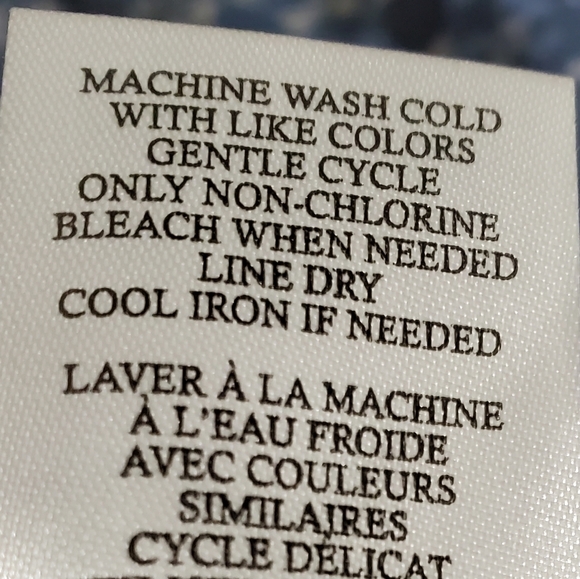 MACHINE WASH COLD
WITH LIKE COLORS
GENTLE CYCLE
ONLY NON-CHLORINE
BLEACH WHEN NEEDED
LINE DRY
COOL IRON IF NEEDED
LAVER À LA MACHINE
À L'EAU FROIDE
AVEC COULEURS
SIMILAIRES
CYCLE DÉLICAT